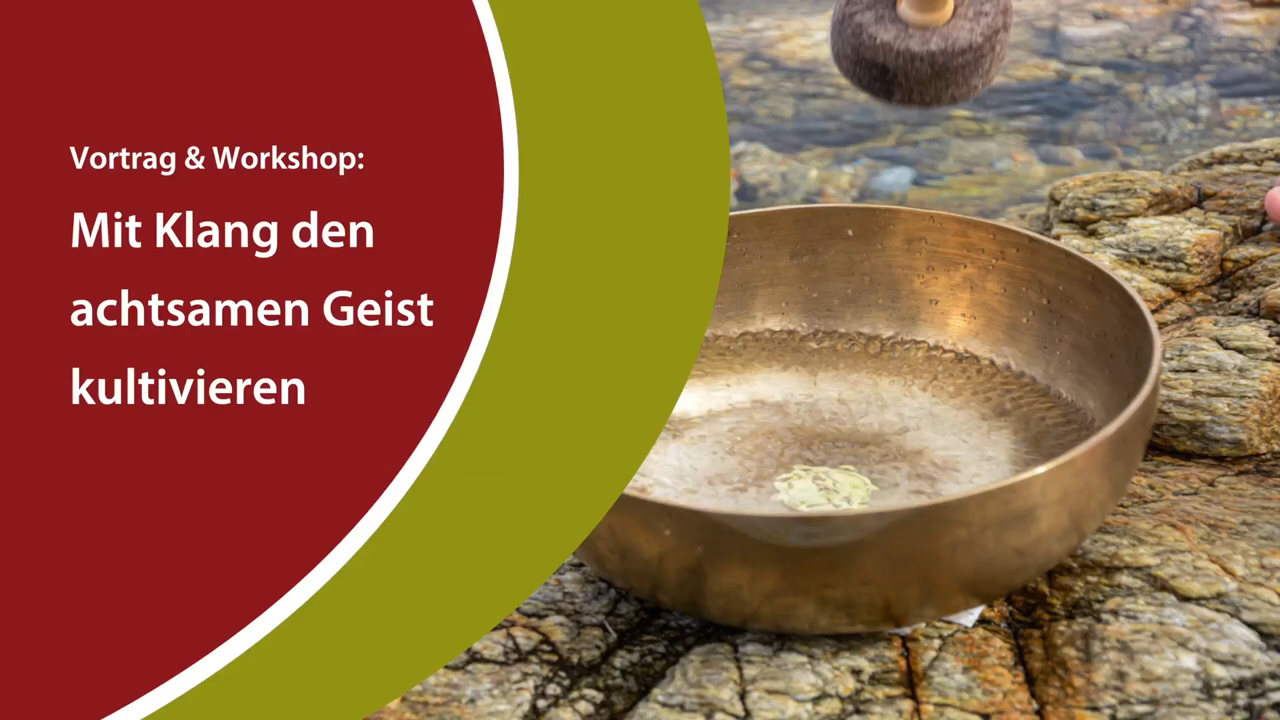 Vortrag & Workshop:
Mit Klang den
achtsamen Geist
kultivieren